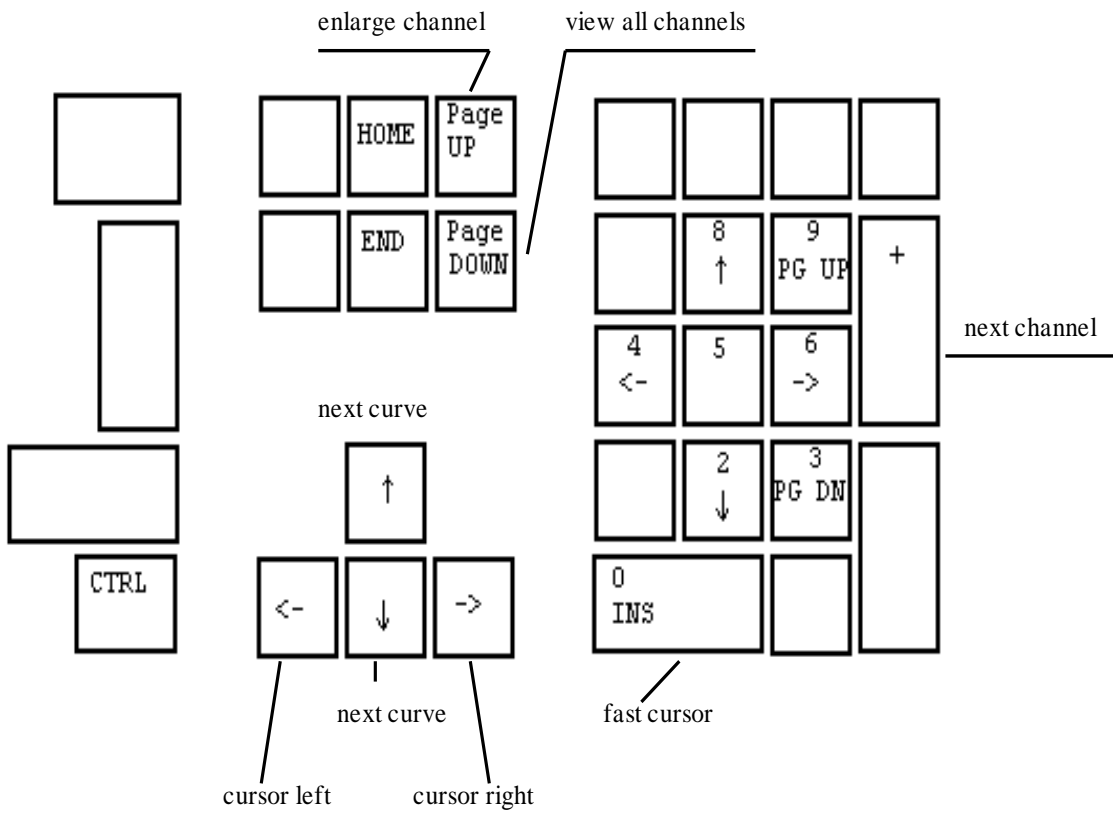 enlarge channel
view all channels
HOME
Page
UP
END
Page
DOWN
8
↑
9
PG UP
+
next channel
4
<-
5
6
->
next curve
↑
2
↓
3
PG DN
CTRL
<-
↓
->
0
INS
next curve
fast cursor
cursor left
cursor right